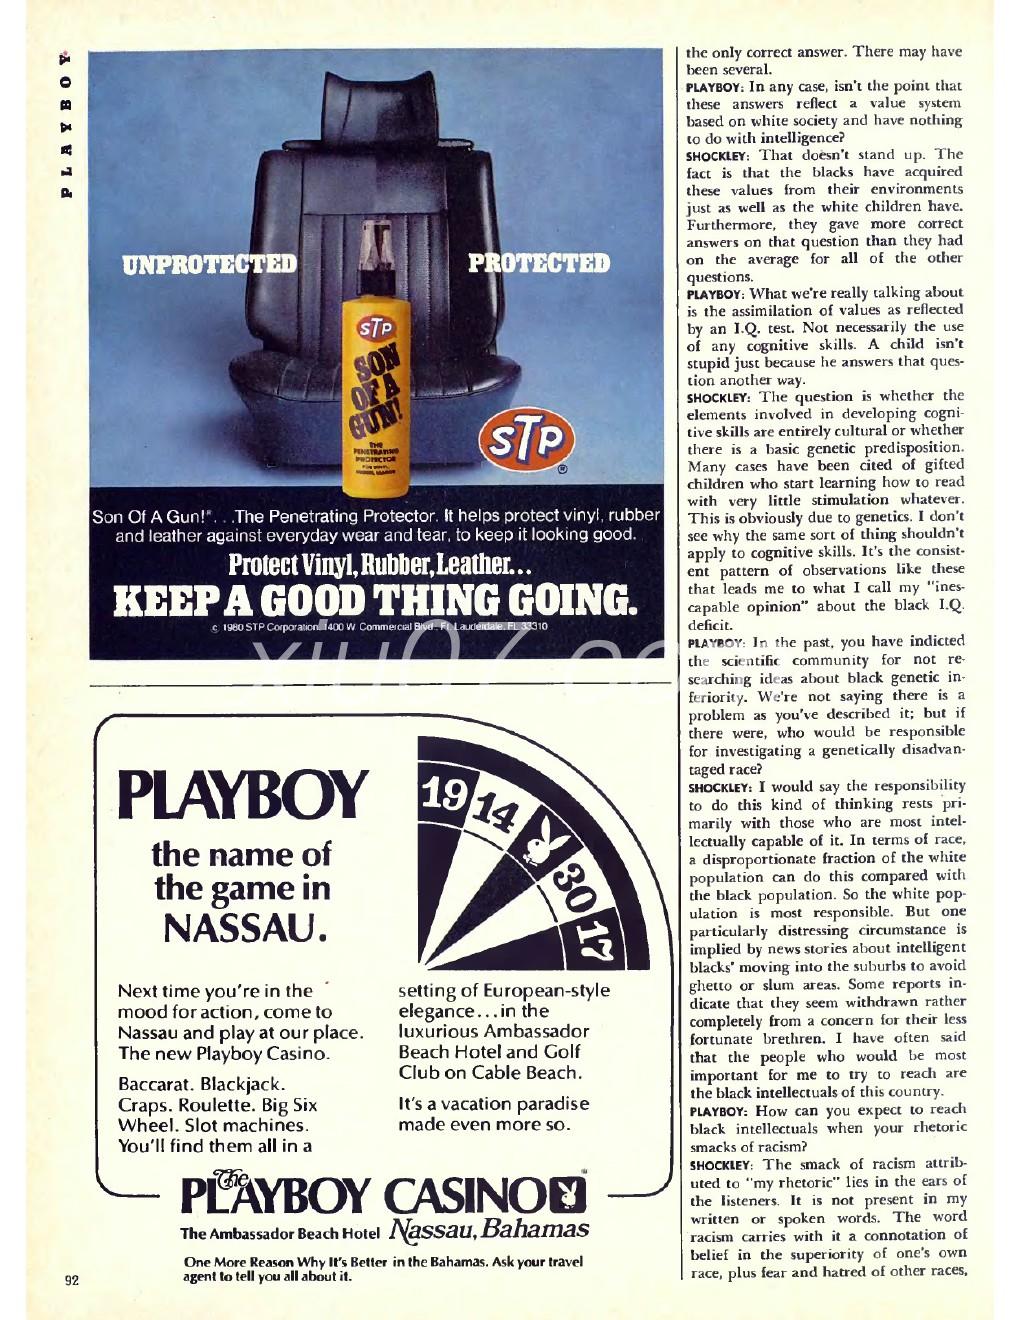 PLAYBOY
UNPROTECTED
PROTECTED
STP
SON
OF A
GUN!
THE
PENETRATING
PROTECTOR
STP
®
Son Of A Gun!...The Penetrating Protector. It helps protect vinyl, rubber
and leather against everyday wear and tear, to keep it looking good.
Protect Vinyl, Rubber, Leather...
KEEP A GOOD THING GOING.
© 1980 STP Corporation 1400 W. Commercial Blvd., Ft. Lauderdale, FL 33310
PLAYBOY
the name of
the game in
NASSAU.
19 14 30 17
Next time you're in the
mood for action, come to
Nassau and play at our place.
The new Playboy Casino.
Baccarat. Blackjack.
Craps. Roulette. Big Six
Wheel. Slot machines.
You'll find them all in a
setting of European-style
elegance...in the
luxurious Ambassador
Beach Hotel and Golf
Club on Cable Beach.
It's a vacation paradise
made even more so.
The
PLAYBOY CASINO
The Ambassador Beach Hotel Nassau, Bahamas
One More Reason Why It's Better in the Bahamas. Ask your travel
agent to tell you all about it.
92
the only correct answer. There may have
been several.
PLAYBOY: In any case, isn't the point that
these answers reflect a value system
based on white society and have nothing
to do with intelligence?
SHOCKLEY: That doesn't stand up. The
fact is that the blacks have acquired
these values from their environments
just as well as the white children have.
Furthermore, they gave more correct
answers on that question than they had
on the average for all of the other
questions.
PLAYBOY: What we're really talking about
is the assimilation of values as reflected
by an I.Q. test. Not necessarily the use
of any cognitive skills. A child isn't
stupid just because he answers that ques-
tion another way.
SHOCKLEY: The question is whether the
elements involved in developing cogni-
tive skills are entirely cultural or whether
there is a basic genetic predisposition.
Many cases have been cited of gifted
children who start learning how to read
with very little stimulation whatever.
This is obviously due to genetics. I don't
see why the same sort of thing shouldn't
apply to cognitive skills. It's the consist-
ent pattern of observations like these
that leads me to what I call my "ines-
capable opinion" about the black I.Q.
deficit.
PLAYBOY: In the past, you have indicted
the scientific community for not re-
searching ideas about black genetic in-
feriority. We're not saying there is a
problem as you've described it; but if
there were, who would be responsible
for investigating a genetically disadvan-
taged race?
SHOCKLEY: I would say the responsibility
to do this kind of thinking rests pri-
marily with those who are most intel-
lectually capable of it. In terms of race,
a disproportionate fraction of the white
population can do this compared with
the black population. So the white pop-
ulation is most responsible. But one
particularly distressing circumstance is
implied by news stories about intelligent
blacks' moving into the suburbs to avoid
ghetto or slum areas. Some reports in-
dicate that they seem withdrawn rather
completely from a concern for their less
fortunate brethren. I have often said
that the people who would be most
important for me to try to reach are
the black intellectuals of this country.
PLAYBOY: How can you expect to reach
black intellectuals when your rhetoric
smacks of racism?
SHOCKLEY: The smack of racism attrib-
uted to "my rhetoric" lies in the ears of
the listeners. It is not present in my
written or spoken words. The word
racism carries with it a connotation of
belief in the superiority of one's own
race, plus fear and hatred of other races,